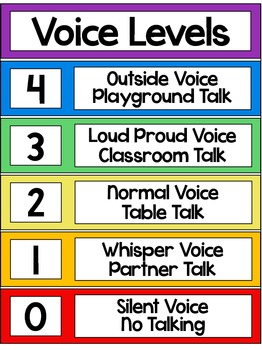 Voice Levels
4
Outside Voice
Playground Talk
3
Loud Proud Voice
Classroom Talk
2
Normal Voice
Table Talk
1
Whisper Voice
Partner Talk
0
Silent Voice
No Talking